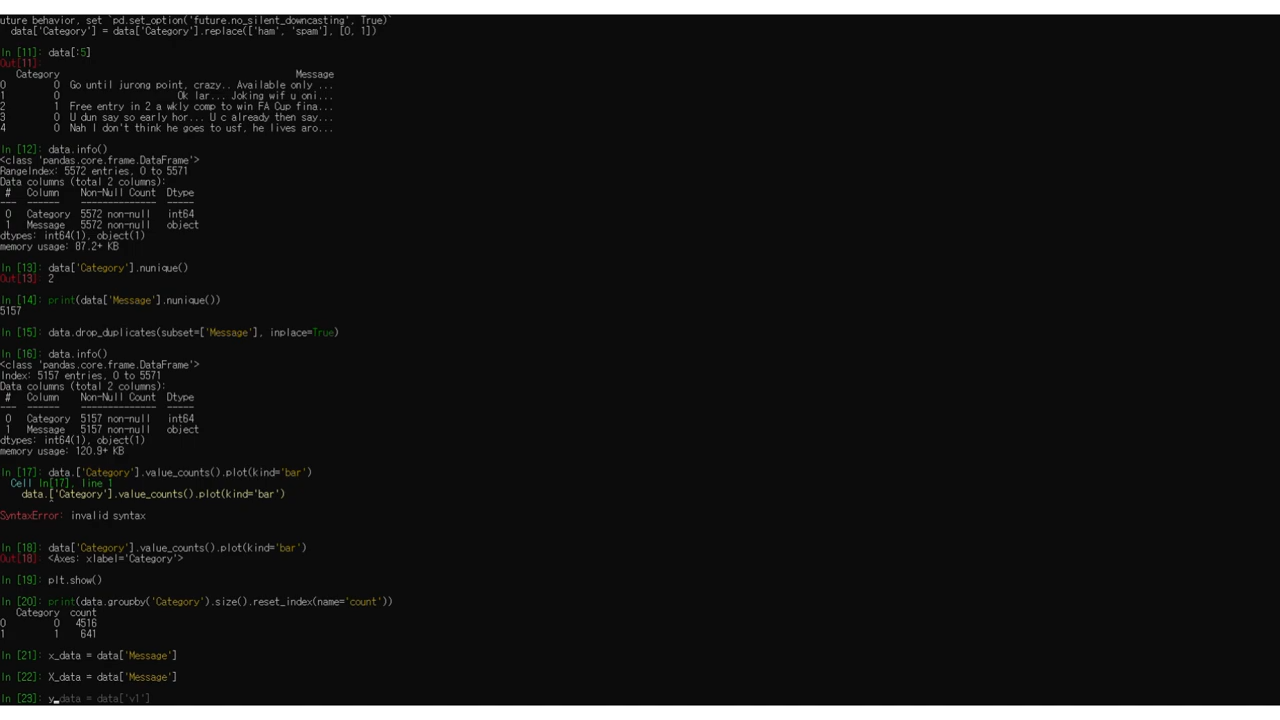 uture behavior, set `pd.set_option('future.no_silent_downcasting', True)`
data['Category'] = data['Category'].replace(['ham', 'spam'], [0, 1])
In [11]: data[:5]
Out[11]:
Category Message
0 0 Go until jurong point, crazy.. Available only ...
1 0 Ok lar... Joking wif u oni...
2 1 Free entry in 2 a wkly comp to win FA Cup fina...
3 0 U dun say so early hor... U c already then say...
4 0 Nah I don't think he goes to usf, he lives aro...
In [12]: data.info()
<class 'pandas.core.frame.DataFrame'>
RangeIndex: 5572 entries, 0 to 5571
Data columns (total 2 columns):
# Column Non-Null Count Dtype
--- ------ -------------- -----
0 Category 5572 non-null int64
1 Message 5572 non-null object
dtypes: int64(1), object(1)
memory usage: 87.2+ KB
In [13]: data['Category'].nunique()
Out[13]: 2
In [14]: print(data['Message'].nunique())
5157
In [15]: data.drop_duplicates(subset=['Message'], inplace=True)
In [16]: data.info()
<class 'pandas.core.frame.DataFrame'>
Index: 5157 entries, 0 to 5571
Data columns (total 2 columns):
# Column Non-Null Count Dtype
--- ------ -------------- -----
0 Category 5157 non-null int64
1 Message 5157 non-null object
dtypes: int64(1), object(1)
memory usage: 120.9+ KB
In [17]: data.['Category'].value_counts().plot(kind='bar')
Cell In[17], line 1
data.['Category'].value_counts().plot(kind='bar')
^
SyntaxError: invalid syntax
In [18]: data['Category'].value_counts().plot(kind='bar')
Out[18]: <Axes: xlabel='Category'>
In [19]: plt.show()
In [20]: print(data.groupby('Category').size().reset_index(name='count'))
Category count
0 0 4516
1 1 641
In [21]: x_data = data['Message']
In [22]: X_data = data['Message']
In [23]: y_data = data['v1']